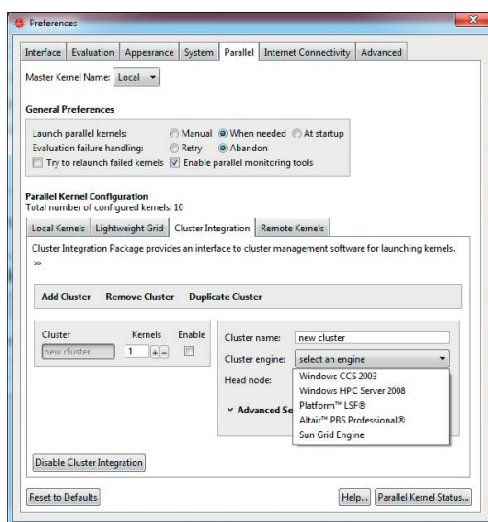 Preferences
Interface Evaluation Appearance System Parallel Internet Connectivity Advanced
Master Kernel Name: Local
General Preferences
Launch parallel kernels: Manual When needed At startup
Evaluation failure handling: Retry Abandon
Try to relaunch failed kernels Enable parallel monitoring tools
Parallel Kernel Configuration
Total number of configured kernels: 10
Local Kernels Lightweight Grid Cluster Integration Remote Kernels
Cluster Integration Package provides an interface to cluster management software for launching kernels.
»
Add Cluster Remove Cluster Duplicate Cluster
Cluster Kernels Enable
new cluster 1 + -
Cluster name: new cluster
Cluster engine: select an engine
Head node:
Windows CCS 2003
Windows HPC Server 2008
Platform™ LSF®
Altair™ PBS Professional®
Sun Grid Engine
Advanced Se
Disable Cluster Integration
Reset to Defaults Help... Parallel Kernel Status...